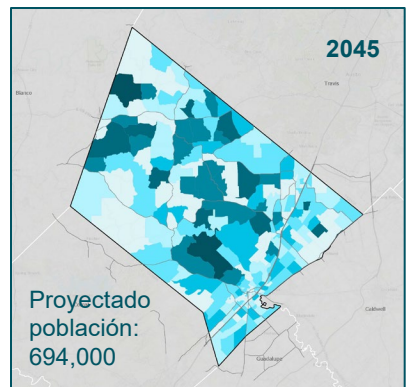 2045
Travis
Blanco
Proyectado
población:
694,000
Caldwell
Guadalupe